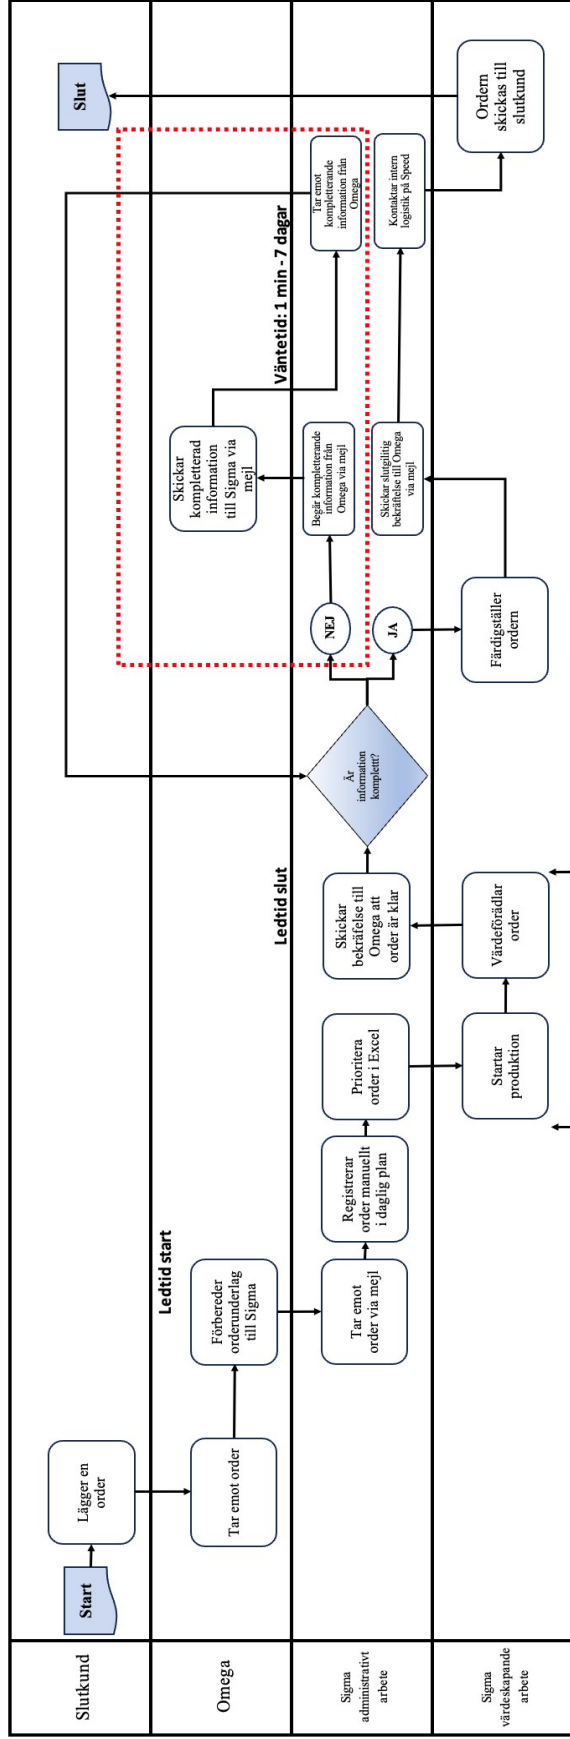 Slutkund
Start
Lägger en
order
Slut
Omega
Tar emot order
Förbereder
orderunderlag
till Sigma
Ledtid start
Skickar
kompletterad
information
till Sigma via
mejl
Väntetid: 1 min - 7 dagar
Sigma
administrativt
arbete
Tar emot
order via mejl
Registrerar
order manuellt
i daglig plan
Prioritera
order i Excel
Ledtid slut
Skickar
bekräfelse till
Omega att
order är klar
Är
information
komplettt?
NEJ
JA
Begär kompletterande
information från
Omega via mejl
Tar emot
kompletterande
information från
Omega
Skickar slutgilitig
bekräftelse till Omega
via mejl
Kontaktar intern
logistik på Speed
Sigma
värdeskapande
arbete
Startar
produktion
Värdeförädlar
order
Färdigställer
ordern
Ordern
skickas till
slutkund